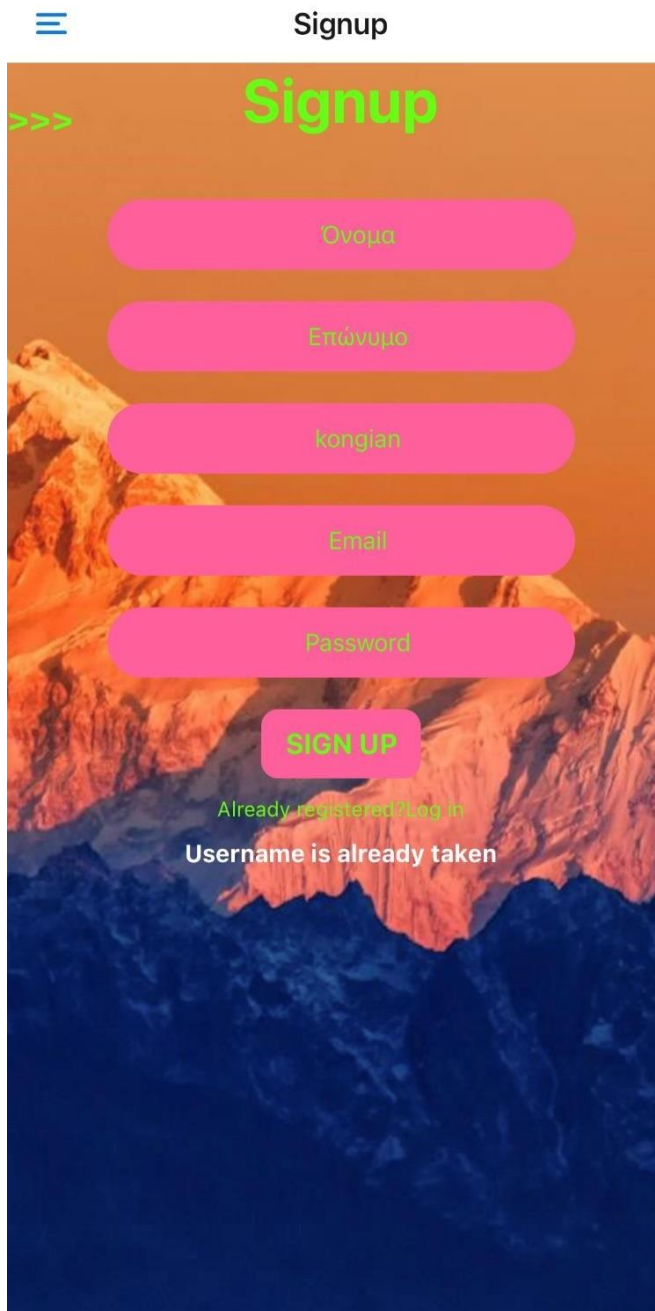 Signup
Signup
>>>
Όνομα
Επώνυμο
kongian
Email
Password
SIGN UP
Already registered?Log in
Username is already taken